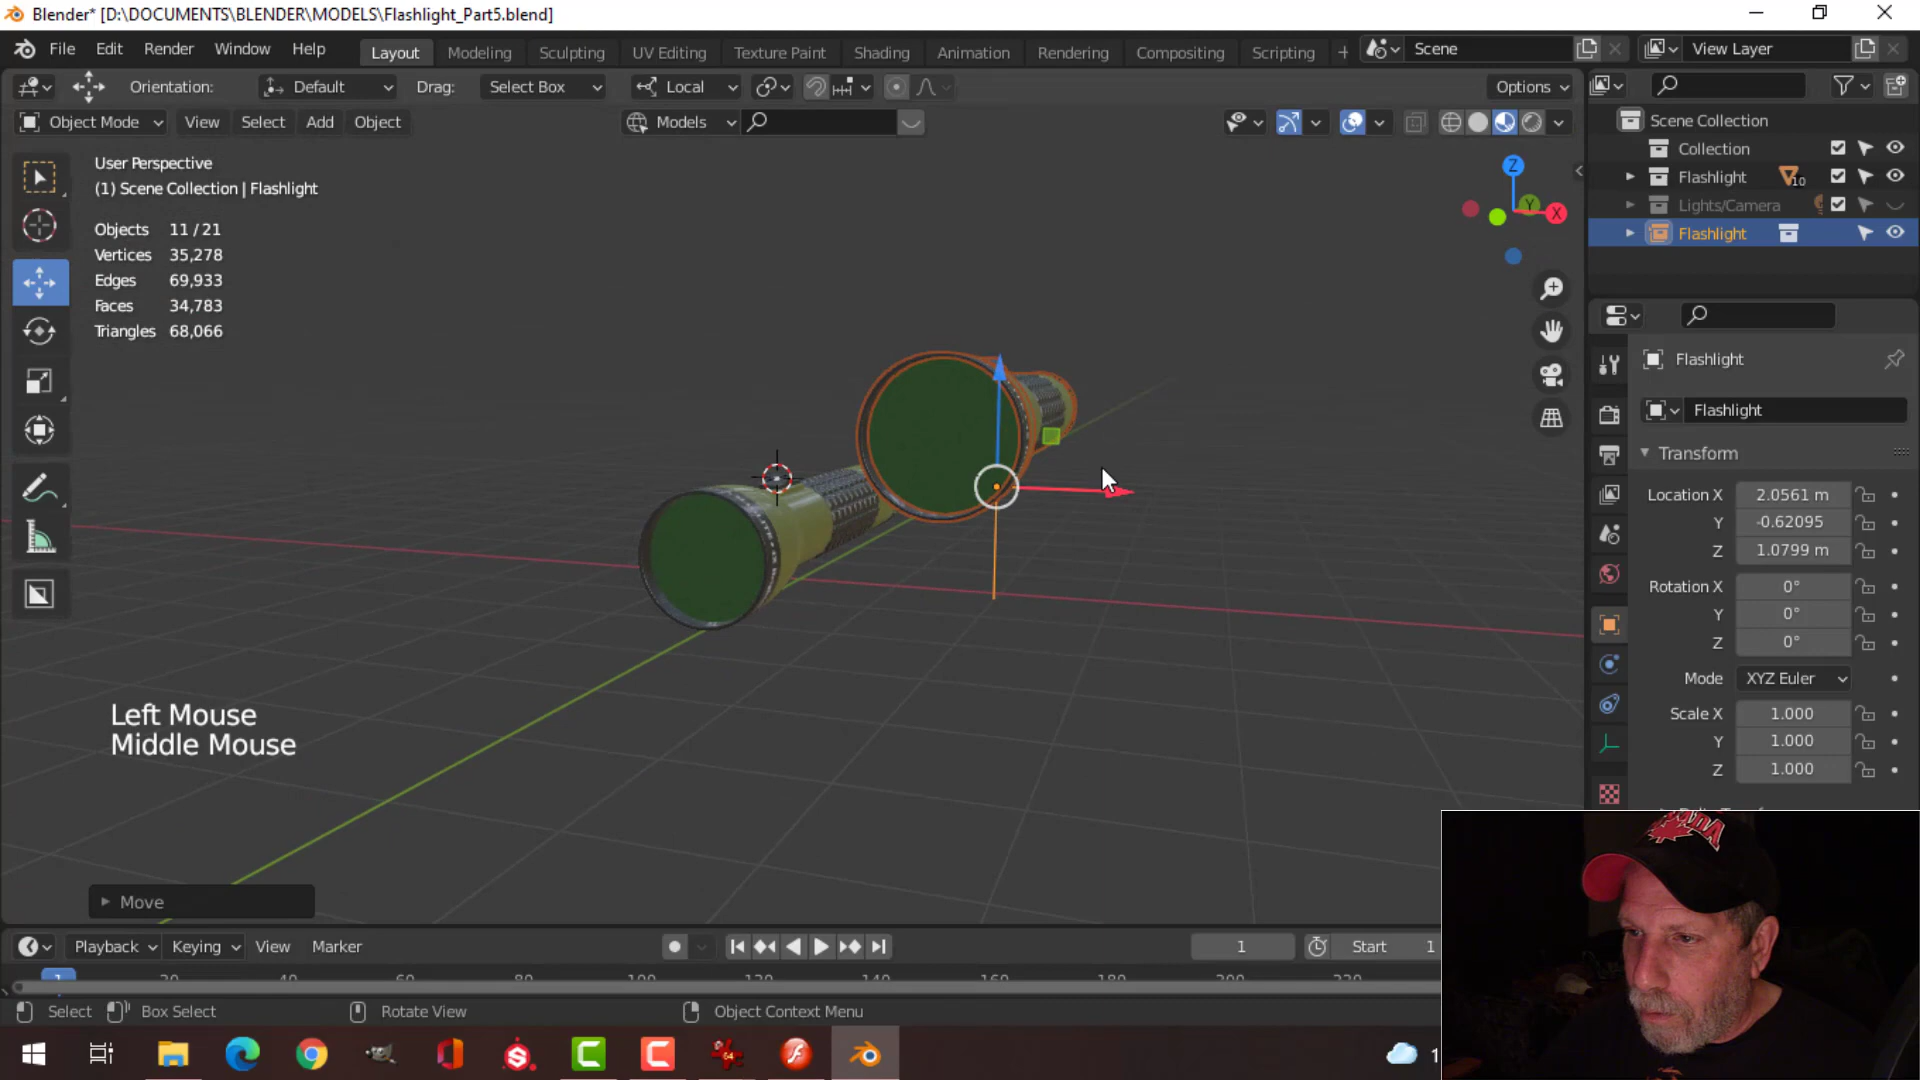 Blender* [D:\DOCUMENTS\BLENDER\MODELS\Flashlight_Part5.blend]
File Edit Render Window Help Layout Modeling Sculpting UV Editing Texture Paint Shading Animation Rendering Compositing Scripting + Scene View Layer
Orientation: Default Drag: Select Box Local Options
Object Mode View Select Add Object Models
User Perspective
(1) Scene Collection | Flashlight
Objects 11 / 21
Vertices 35,278
Edges 69,933
Faces 34,783
Triangles 68,066
Z
Y
X
Scene Collection
Collection
Flashlight 10
Lights/Camera
Flashlight
Flashlight
Flashlight
Transform
Location X 2.0561 m
Y -0.62095
Z 1.0799 m
Rotation X 0°
Y 0°
Z 0°
Mode XYZ Euler
Scale X 1.000
Y 1.000
Z 1.000
Left Mouse
Middle Mouse
Move
Playback Keying View Marker 1 Start 1
1
Select Box Select Rotate View Object Context Menu